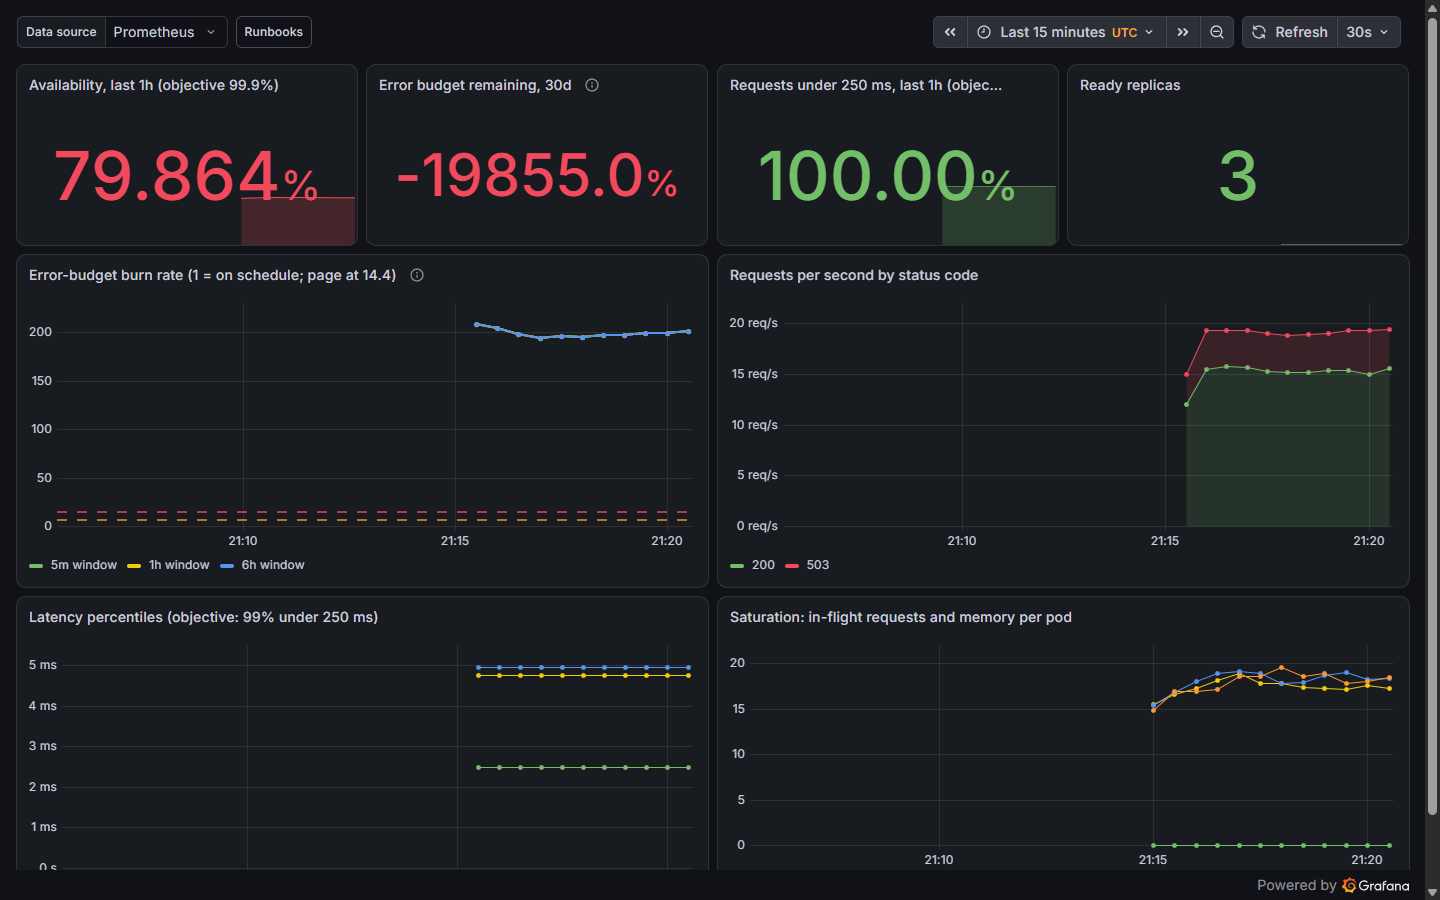 Data source Prometheus Runbooks Last 15 minutes UTC Refresh 30s
Availability, last 1h (objective 99.9%)
79.864%
Error budget remaining, 30d
-19855.0%
Requests under 250 ms, last 1h (objec...
100.00%
Ready replicas
3
Error-budget burn rate (1 = on schedule; page at 14.4)
200
150
100
50
0
21:10 21:15 21:20
5m window 1h window 6h window
Requests per second by status code
20 req/s
15 req/s
10 req/s
5 req/s
0 req/s
21:10 21:15 21:20
200 503
Latency percentiles (objective: 99% under 250 ms)
5 ms
4 ms
3 ms
2 ms
1 ms
0 s
Saturation: in-flight requests and memory per pod
20
15
10
5
0
21:10 21:15 21:20
Powered by Grafana